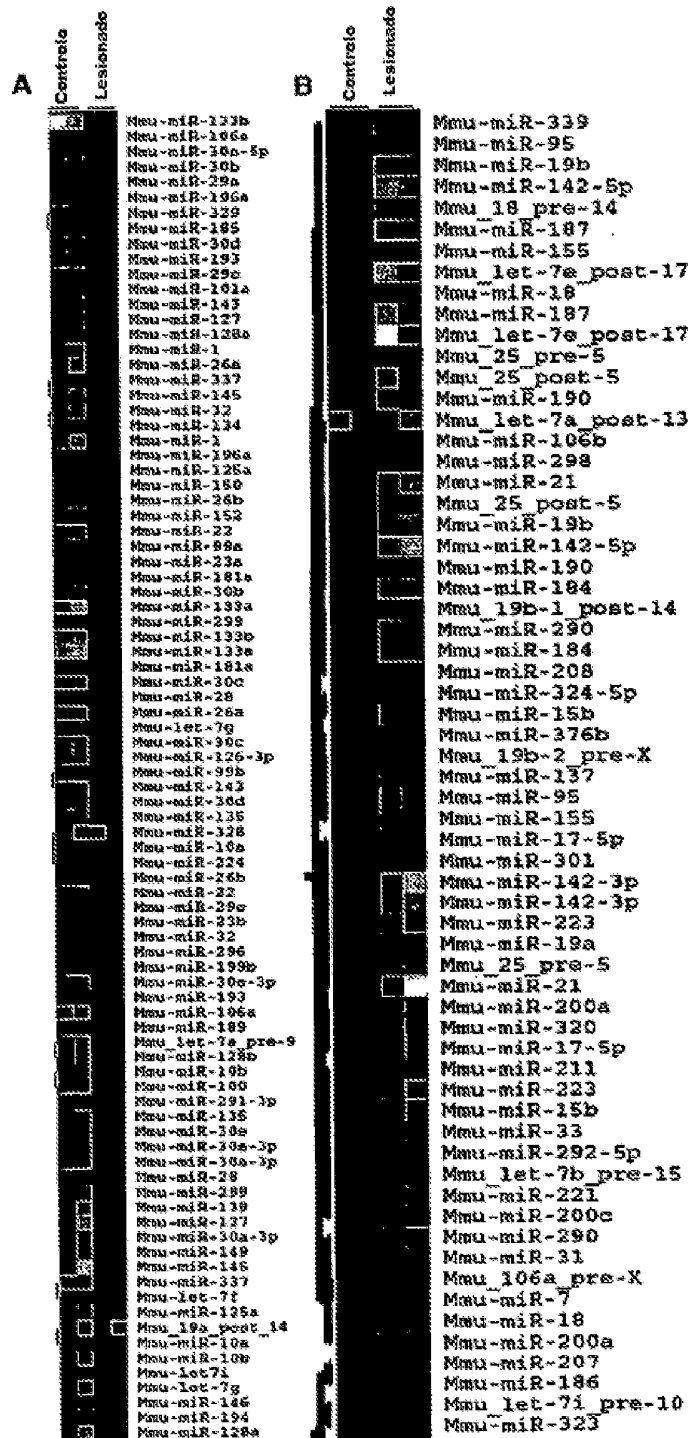 A
Controlo
Lesionado
Mmu-miR-133b
Mmu-miR-106a
Mmu-miR-30a-5p
Mmu-miR-30b
Mmu-miR-29a
Mmu-miR-196a
Mmu-miR-329
Mmu-miR-185
Mmu-miR-30d
Mmu-miR-193
Mmu-miR-29c
Mmu-miR-101a
Mmu-miR-143
Mmu-miR-127
Mmu-miR-128a
Mmu-miR-1
Mmu-miR-26a
Mmu-miR-337
Mmu-miR-145
Mmu-miR-32
Mmu-miR-134
Mmu-miR-1
Mmu-miR-196a
Mmu-miR-125a
Mmu-miR-150
Mmu-miR-26b
Mmu-miR-152
Mmu-miR-22
Mmu-miR-99a
Mmu-miR-23a
Mmu-miR-181a
Mmu-miR-30b
Mmu-miR-133a
Mmu-miR-299
Mmu-miR-133b
Mmu-miR-133a
Mmu-miR-181a
Mmu-miR-30c
Mmu-miR-28
Mmu-miR-26a
Mmu-let-7g
Mmu-miR-30c
Mmu-miR-126-3p
Mmu-miR-99b
Mmu-miR-143
Mmu-miR-30d
Mmu-miR-135
Mmu-miR-328
Mmu-miR-10a
Mmu-miR-224
Mmu-miR-26b
Mmu-miR-22
Mmu-miR-29c
Mmu-miR-23b
Mmu-miR-32
Mmu-miR-296
Mmu-miR-199b
Mmu-miR-30e-3p
Mmu-miR-193
Mmu-miR-106a
Mmu-miR-189
Mmu_let-7a_pre-9
Mmu-miR-128b
Mmu-miR-10b
Mmu-miR-100
Mmu-miR-291-3p
Mmu-miR-135
Mmu-miR-30e
Mmu-miR-30a-3p
Mmu-miR-30a-3p
Mmu-miR-28
Mmu-miR-299
Mmu-miR-139
Mmu-miR-127
Mmu-miR-30a-3p
Mmu-miR-149
Mmu-miR-145
Mmu-miR-337
Mmu-let-7f
Mmu-miR-125a
Mmu_19a_post_14
Mmu-miR-10a
Mmu-miR-10b
Mmu-let7i
Mmu-let-7g
Mmu-miR-146
Mmu-miR-194
Mmu-miR-128a
B
Controlo
Lesionado
Mmu-miR-339
Mmu-miR-95
Mmu-miR-19b
Mmu-miR-142-5p
Mmu_18_pre-14
Mmu-miR-187
Mmu-miR-155
Mmu_let-7e_post-17
Mmu-miR-18
Mmu-miR-187
Mmu_let-7e_post-17
Mmu_25_pre-5
Mmu_25_post-5
Mmu-miR-190
Mmu_let-7a_post-13
Mmu-miR-106b
Mmu-miR-298
Mmu-miR-21
Mmu_25_post-5
Mmu-miR-19b
Mmu-miR-142-5p
Mmu-miR-190
Mmu-miR-184
Mmu_19b-1_post-14
Mmu-miR-290
Mmu-miR-184
Mmu-miR-208
Mmu-miR-324-5p
Mmu-miR-15b
Mmu-miR-376b
Mmu_19b-2_pre-X
Mmu-miR-137
Mmu-miR-95
Mmu-miR-155
Mmu-miR-17-5p
Mmu-miR-301
Mmu-miR-142-3p
Mmu-miR-142-3p
Mmu-miR-223
Mmu-miR-19a
Mmu_25_pre-5
Mmu-miR-21
Mmu-miR-200a
Mmu-miR-320
Mmu-miR-17-5p
Mmu-miR-211
Mmu-miR-223
Mmu-miR-15b
Mmu-miR-33
Mmu-miR-292-5p
Mmu_let-7b_pre-15
Mmu-miR-221
Mmu-miR-200c
Mmu-miR-290
Mmu-miR-31
Mmu_106a_pre-X
Mmu-miR-7
Mmu-miR-18
Mmu-miR-200a
Mmu-miR-207
Mmu-miR-186
Mmu_let-7i_pre-10
Mmu-miR-323